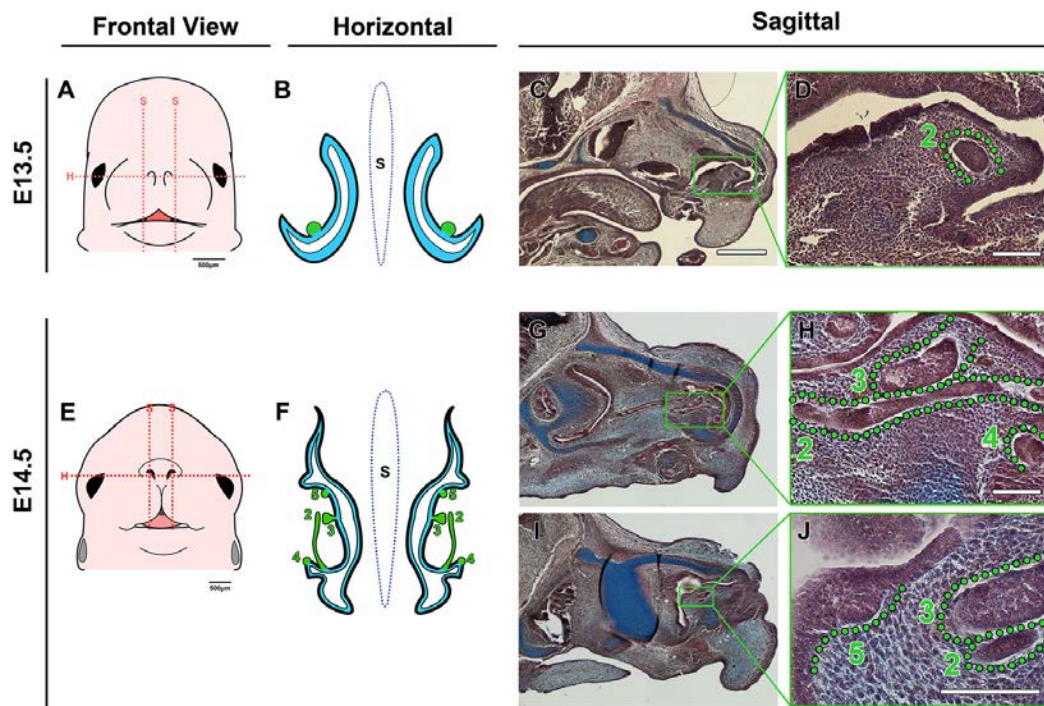 Frontal View Horizontal Sagittal
E13.5
A
S S
H
500µm
B
S
C
D
2
E14.5
E
S S
H
500µm
F
S
5 5
2 2
3 3
4 4
G
H
3
2
4
I
J
3
5
2